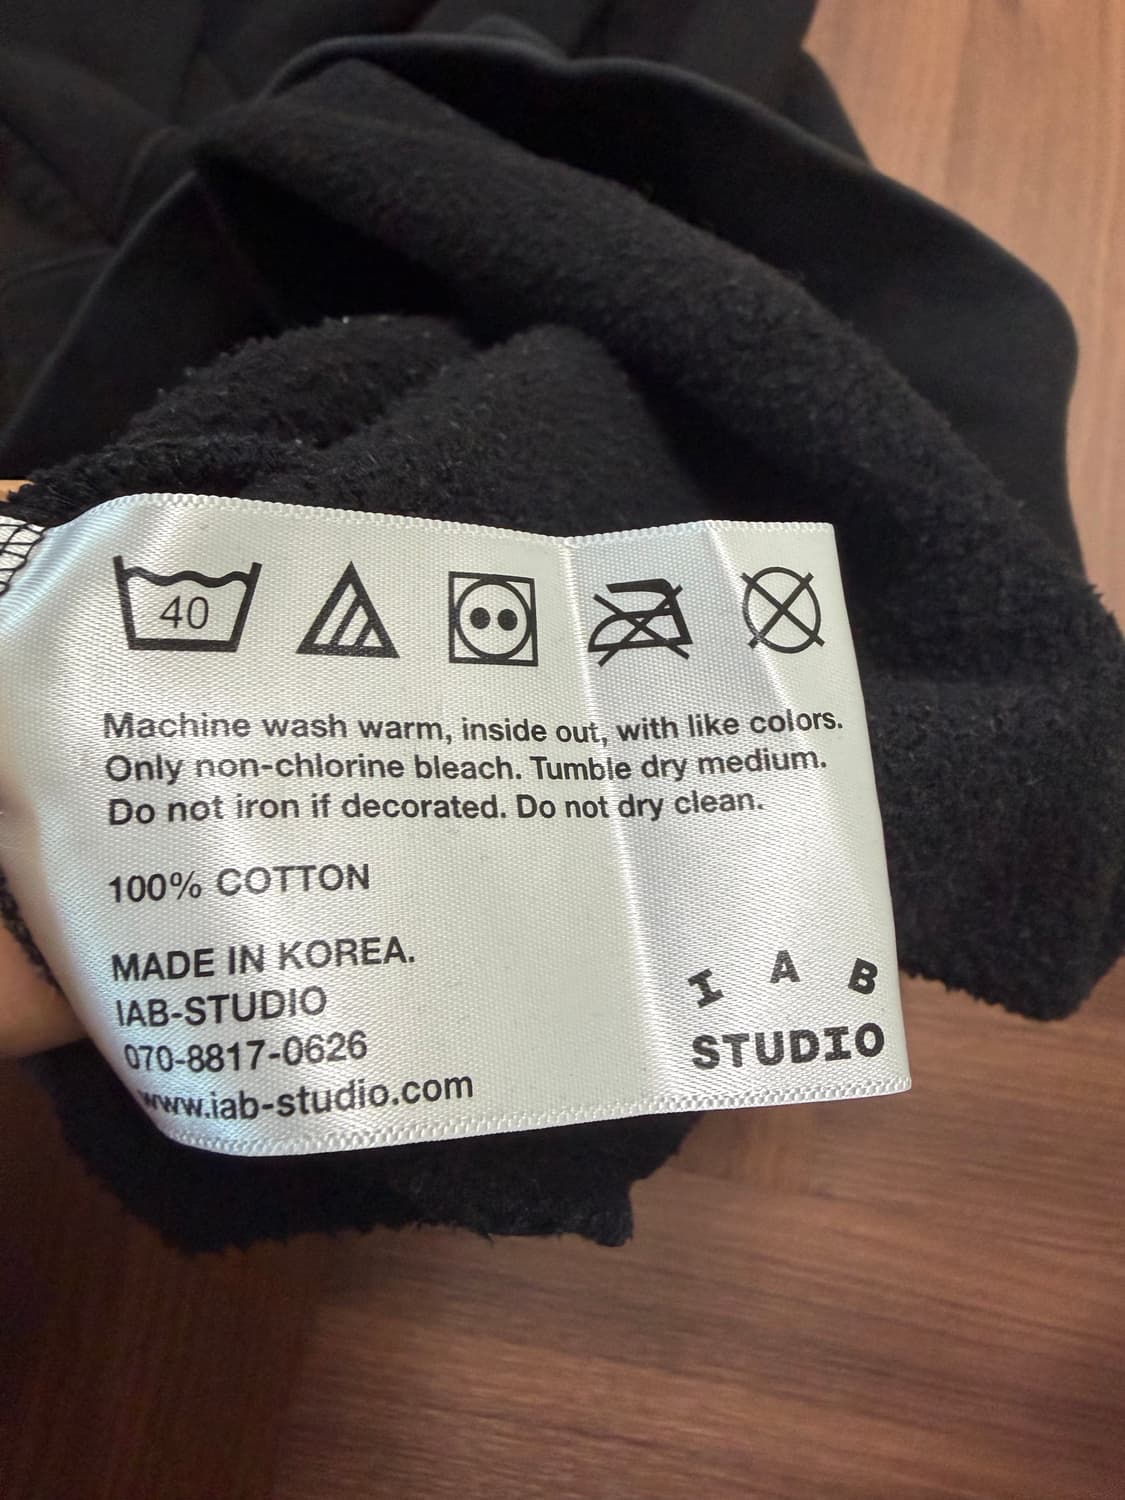 40
Machine wash warm, inside out, with like colors.
Only non-chlorine bleach. Tumble dry medium.
Do not iron if decorated. Do not dry clean.
100% COTTON
MADE IN KOREA.
IAB-STUDIO
070-8817-0626
www.iab-studio.com
I A B
STUDIO